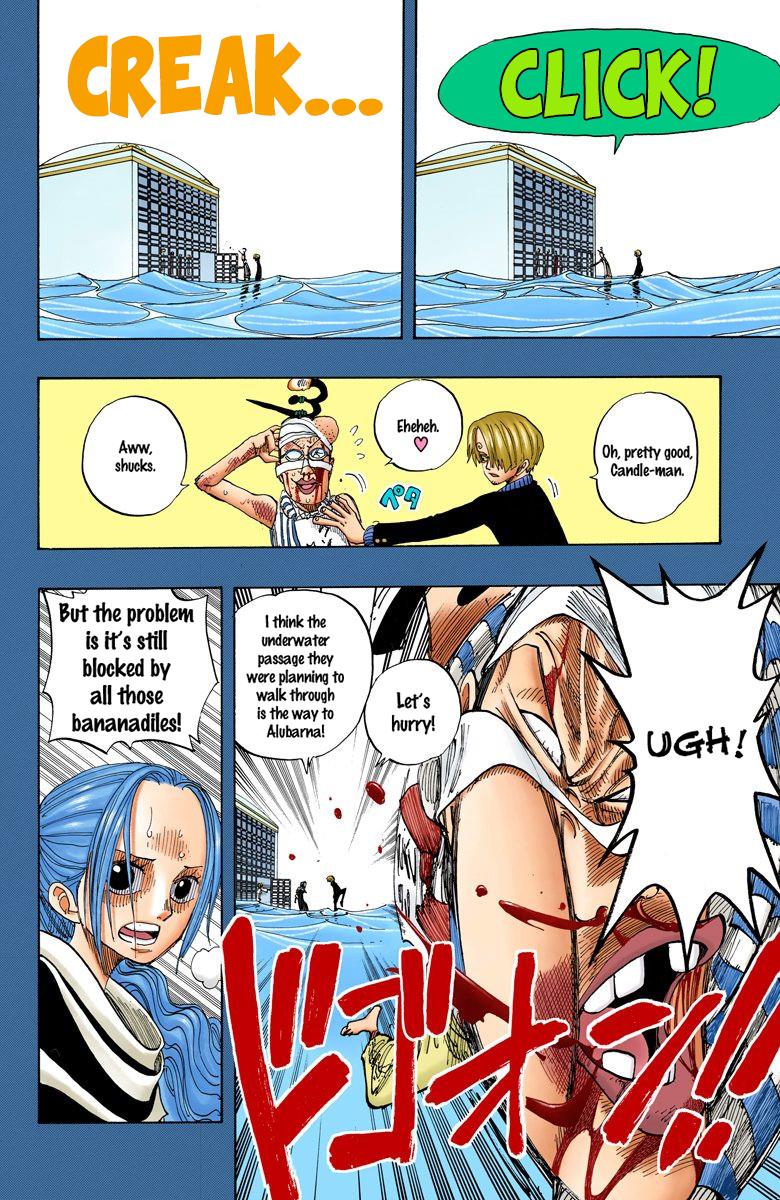 CREAK...
CLICK!
Aww,
shucks.
Eheheh.
♥
ペタ
Oh, pretty good,
Candle-man.
But the problem
is it's still
blocked by
all those
bananadiles!
I think the
underwater
passage they
were planning to
walk through
is the way to
Alubarna!
Let's
hurry!
UGH!
ドゴオン!!